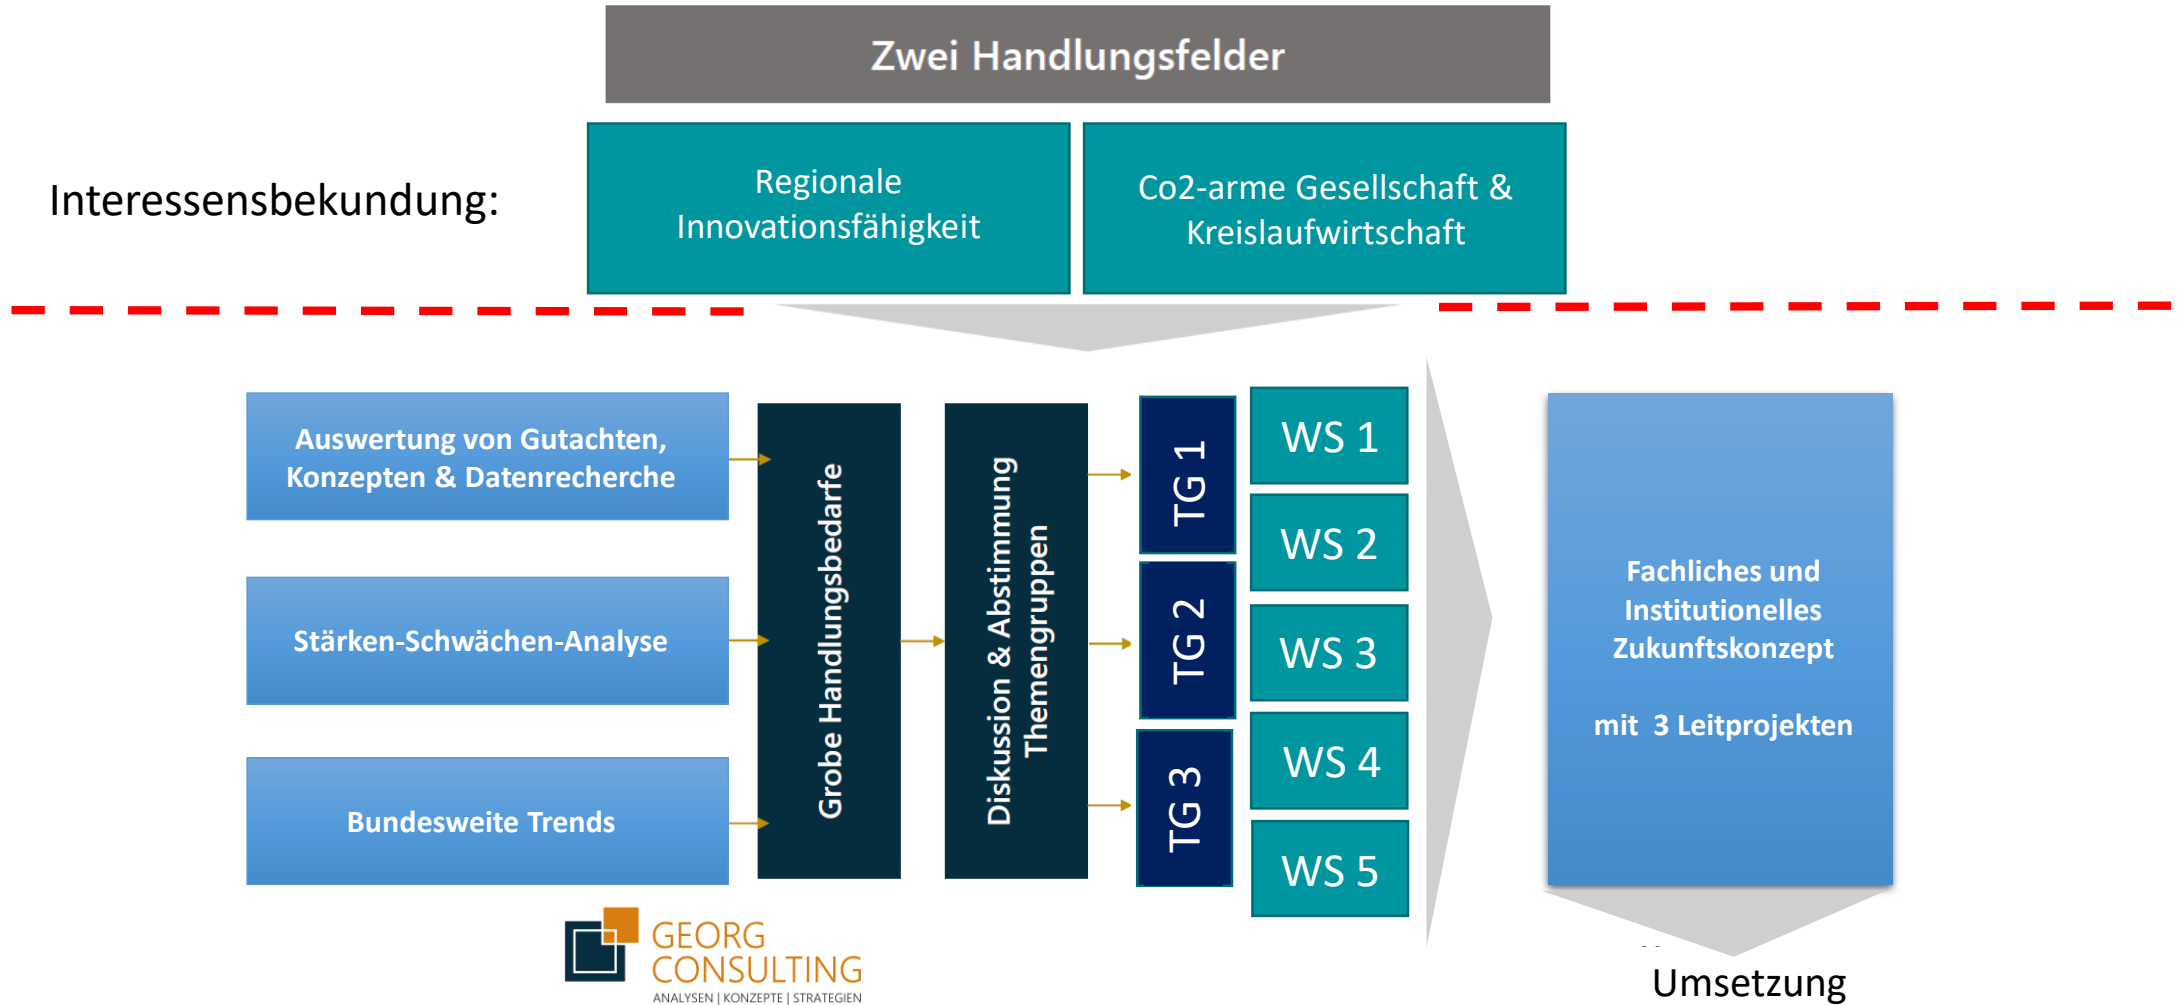 Zwei Handlungsfelder
Interessensbekundung:
Regionale
Innovationsfähigkeit
Co2-arme Gesellschaft &
Kreislaufwirtschaft
Auswertung von Gutachten,
Konzepten & Datenrecherche
Stärken-Schwächen-Analyse
Bundesweite Trends
Grobe Handlungsbedarfe
Diskussion & Abstimmung
Themengruppen
TG 1
TG 2
TG 3
WS 1
WS 2
WS 3
WS 4
WS 5
Fachliches und
Institutionelles
Zukunftskonzept
mit 3 Leitprojekten
Umsetzung
GEORG
CONSULTING
ANALYSEN | KONZEPTE | STRATEGIEN